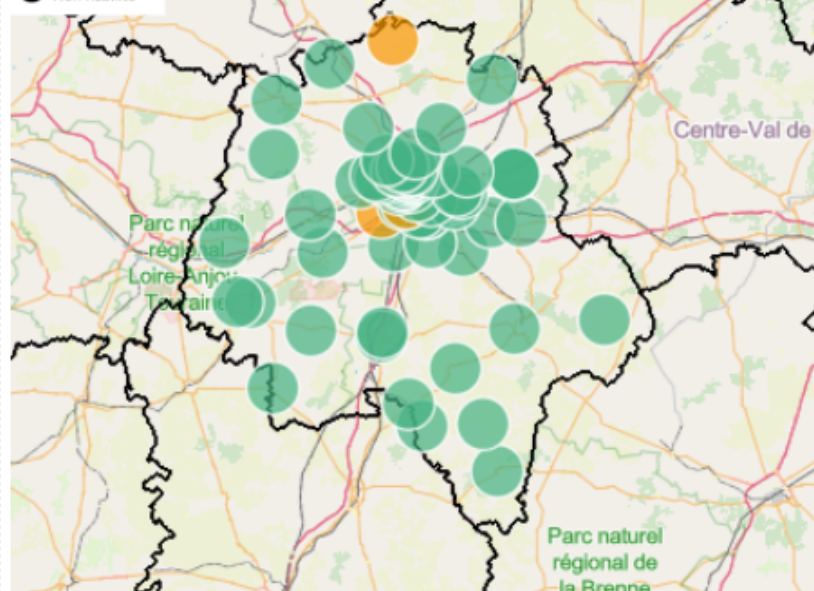 Centre-Val de
Parc naturel
régional
Loire-Anjou-
Touraine
Parc naturel
régional de
la Brenne